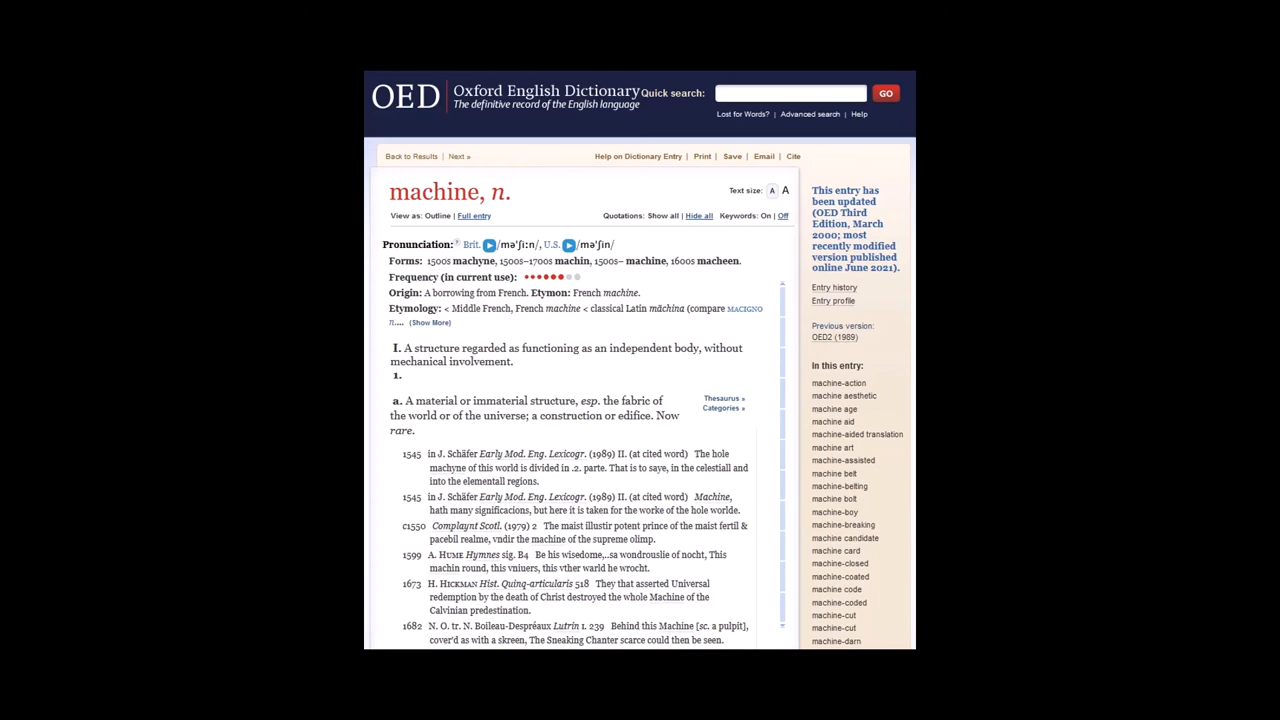 OED
Oxford English Dictionary
The definitive record of the English language
Quick search:
GO
Lost for Words? | Advanced search | Help
Back to Results | Next »
Help on Dictionary Entry | Print | Save | Email | Cite
machine, n.
Text size: A A
View as: Outline | Full entry
Quotations: Show all | Hide all Keywords: On | Off
Pronunciation:? Brit. /məˈʃiːn/, U.S. /məˈʃin/
Forms: 1500s machyne, 1500s–1700s machin, 1500s– machine, 1600s macheen.
Frequency (in current use):
Origin: A borrowing from French. Etymon: French machine.
Etymology: < Middle French, French machine < classical Latin māchina (compare MACIGNO
n.... (Show More)
I. A structure regarded as functioning as an independent body, without
mechanical involvement.
1.
a. A material or immaterial structure, esp. the fabric of
the world or of the universe; a construction or edifice. Now
rare.
Thesaurus »
Categories »
1545 in J. Schäfer Early Mod. Eng. Lexicogr. (1989) II. (at cited word) The hole
machyne of this world is divided in .2. parte. That is to saye, in the celestiall and
into the elementall regions.
1545 in J. Schäfer Early Mod. Eng. Lexicogr. (1989) II. (at cited word) Machine,
hath many significacions, but here it is taken for the worke of the hole worlde.
c1550 Complaynt Scotl. (1979) 2 The maist illustir potent prince of the maist fertil &
pacebil realme, vndir the machine of the supreme olimp.
1599 A. HUME Hymnes sig. B4 Be his wisedome,..sa wondrouslie of nocht, This
machin round, this vniuers, this vther warld he wrocht.
1673 H. HICKMAN Hist. Quinq-articularis 518 They that asserted Universal
redemption by the death of Christ destroyed the whole Machine of the
Calvinian predestination.
1682 N. O. tr. N. Boileau-Despréaux Lutrin I. 239 Behind this Machine [sc. a pulpit],
cover'd as with a skreen, The Sneaking Chanter scarce could then be seen.
This entry has
been updated
(OED Third
Edition, March
2000; most
recently modified
version published
online June 2021).
Entry history
Entry profile
Previous version:
OED2 (1989)
In this entry:
machine-action
machine aesthetic
machine age
machine aid
machine-aided translation
machine art
machine-assisted
machine belt
machine-belting
machine bolt
machine-boy
machine-breaking
machine candidate
machine card
machine-closed
machine-coated
machine code
machine-coded
machine-cut
machine-cut
machine-darn